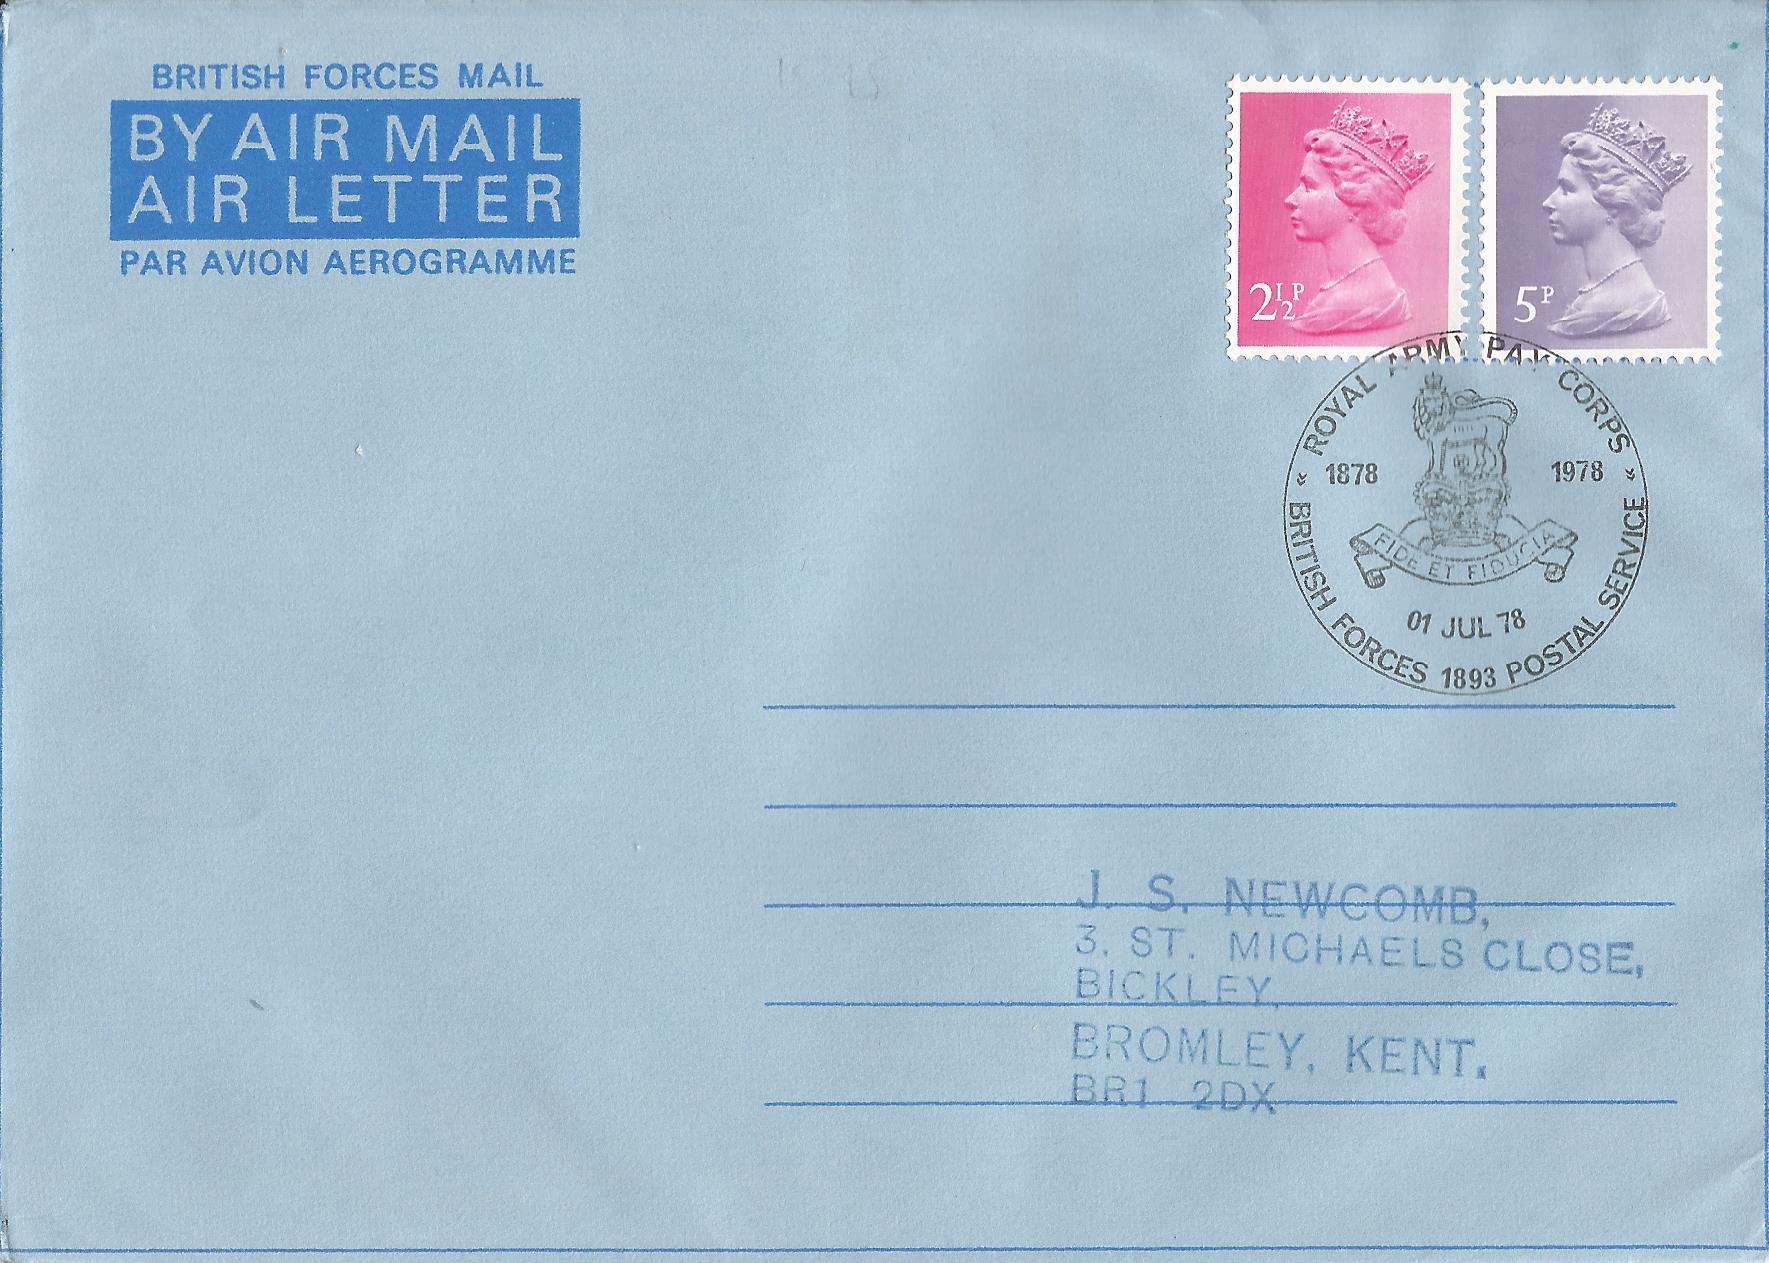 BRITISH FORCES MAIL
BY AIR MAIL
AIR LETTER
PAR AVION AEROGRAMME
2½P
5P
ROYAL ARMY PAY CORPS
1878
1978
FIDE ET FIDUCIA
01 JUL 78
BRITISH FORCES 1893 POSTAL SERVICE
J. S. NEWCOMB,
3. ST. MICHAELS CLOSE,
BICKLEY,
BROMLEY, KENT.
BR1 2DX